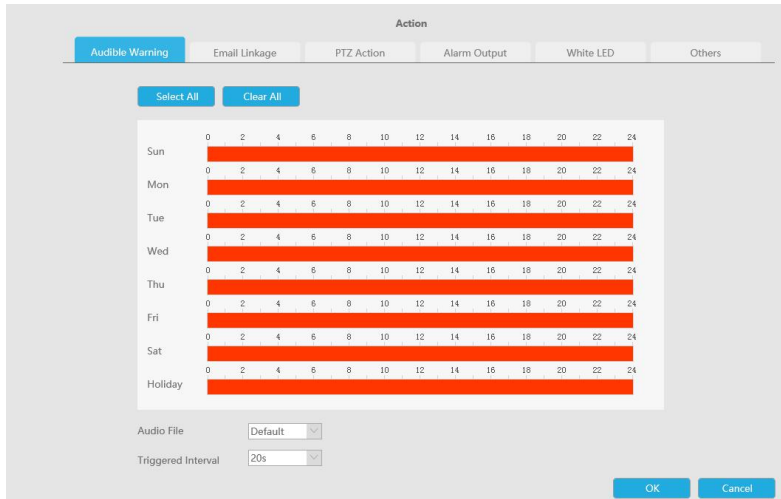 Action
Audible Warning Email Linkage PTZ Action Alarm Output White LED Others
Select All Clear All
0 2 4 6 8 10 12 14 16 18 20 22 24
Sun
0 2 4 6 8 10 12 14 16 18 20 22 24
Mon
0 2 4 6 8 10 12 14 16 18 20 22 24
Tue
0 2 4 6 8 10 12 14 16 18 20 22 24
Wed
0 2 4 6 8 10 12 14 16 18 20 22 24
Thu
0 2 4 6 8 10 12 14 16 18 20 22 24
Fri
0 2 4 6 8 10 12 14 16 18 20 22 24
Sat
0 2 4 6 8 10 12 14 16 18 20 22 24
Holiday
Audio File Default
Triggered Interval 20s
OK Cancel